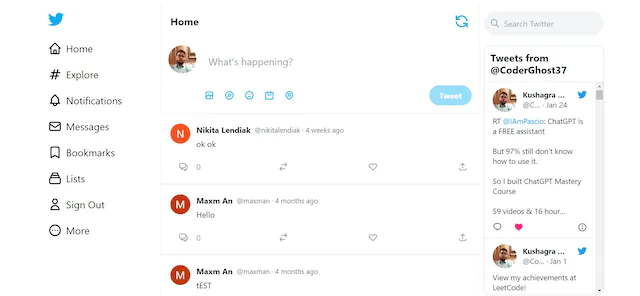 Home
Explore
Notifications
Messages
Bookmarks
Lists
Sign Out
More
Home
What's happening?
Tweet
Nikita Lendiak @nikitalendiak · 4 weeks ago
ok ok
0
Maxm An @maxman · 4 months ago
Hello
0
Maxm An @maxman · 4 months ago
tEST
Search Twitter
Tweets from
@CoderGhost37
Kushagra ...
@C... · Jan 24
RT @IAmPascio: ChatGPT is
a FREE assistant
But 97% still don't know
how to use it.
So I built ChatGPT Mastery
Course
59 videos & 16 hour...
Kushagra ...
@Co... · Jan 1
View my achievements at
LeetCode!